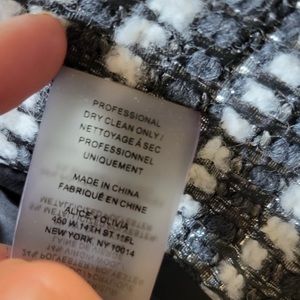 PROFESSIONAL
DRY CLEAN ONLY/
NETTOYAGE À SEC
PROFESSIONNEL
UNIQUEMENT
MADE IN CHINA
FABRIQUÉ EN CHINE
ALICE + OLIVIA
450 W 14TH ST 11FL
NEW YORK, NY 10014